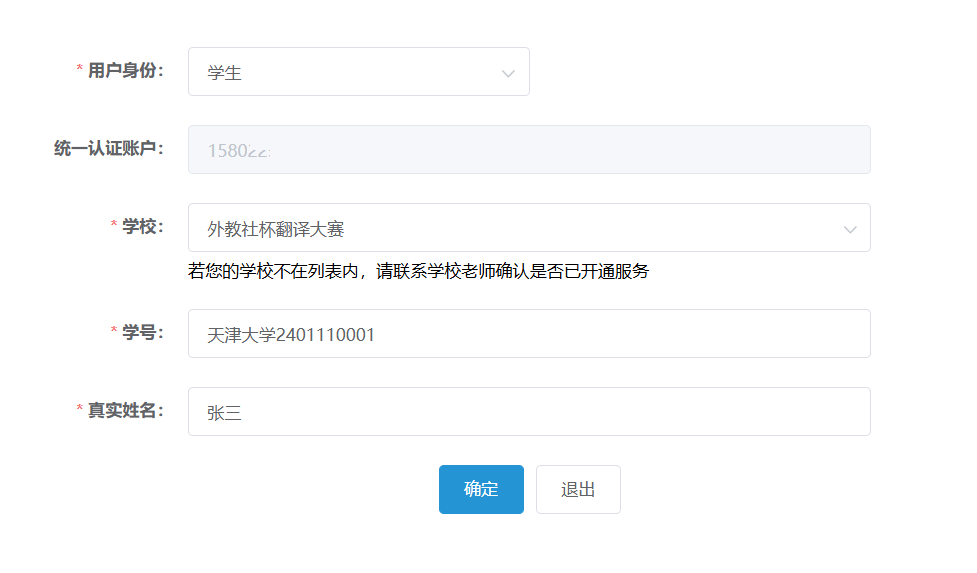 * 用户身份： 学生
统一认证账户： 158022
* 学校： 外教社杯翻译大赛
若您的学校不在列表内，请联系学校老师确认是否已开通服务
* 学号： 天津大学2401110001
* 真实姓名： 张三
确定 退出